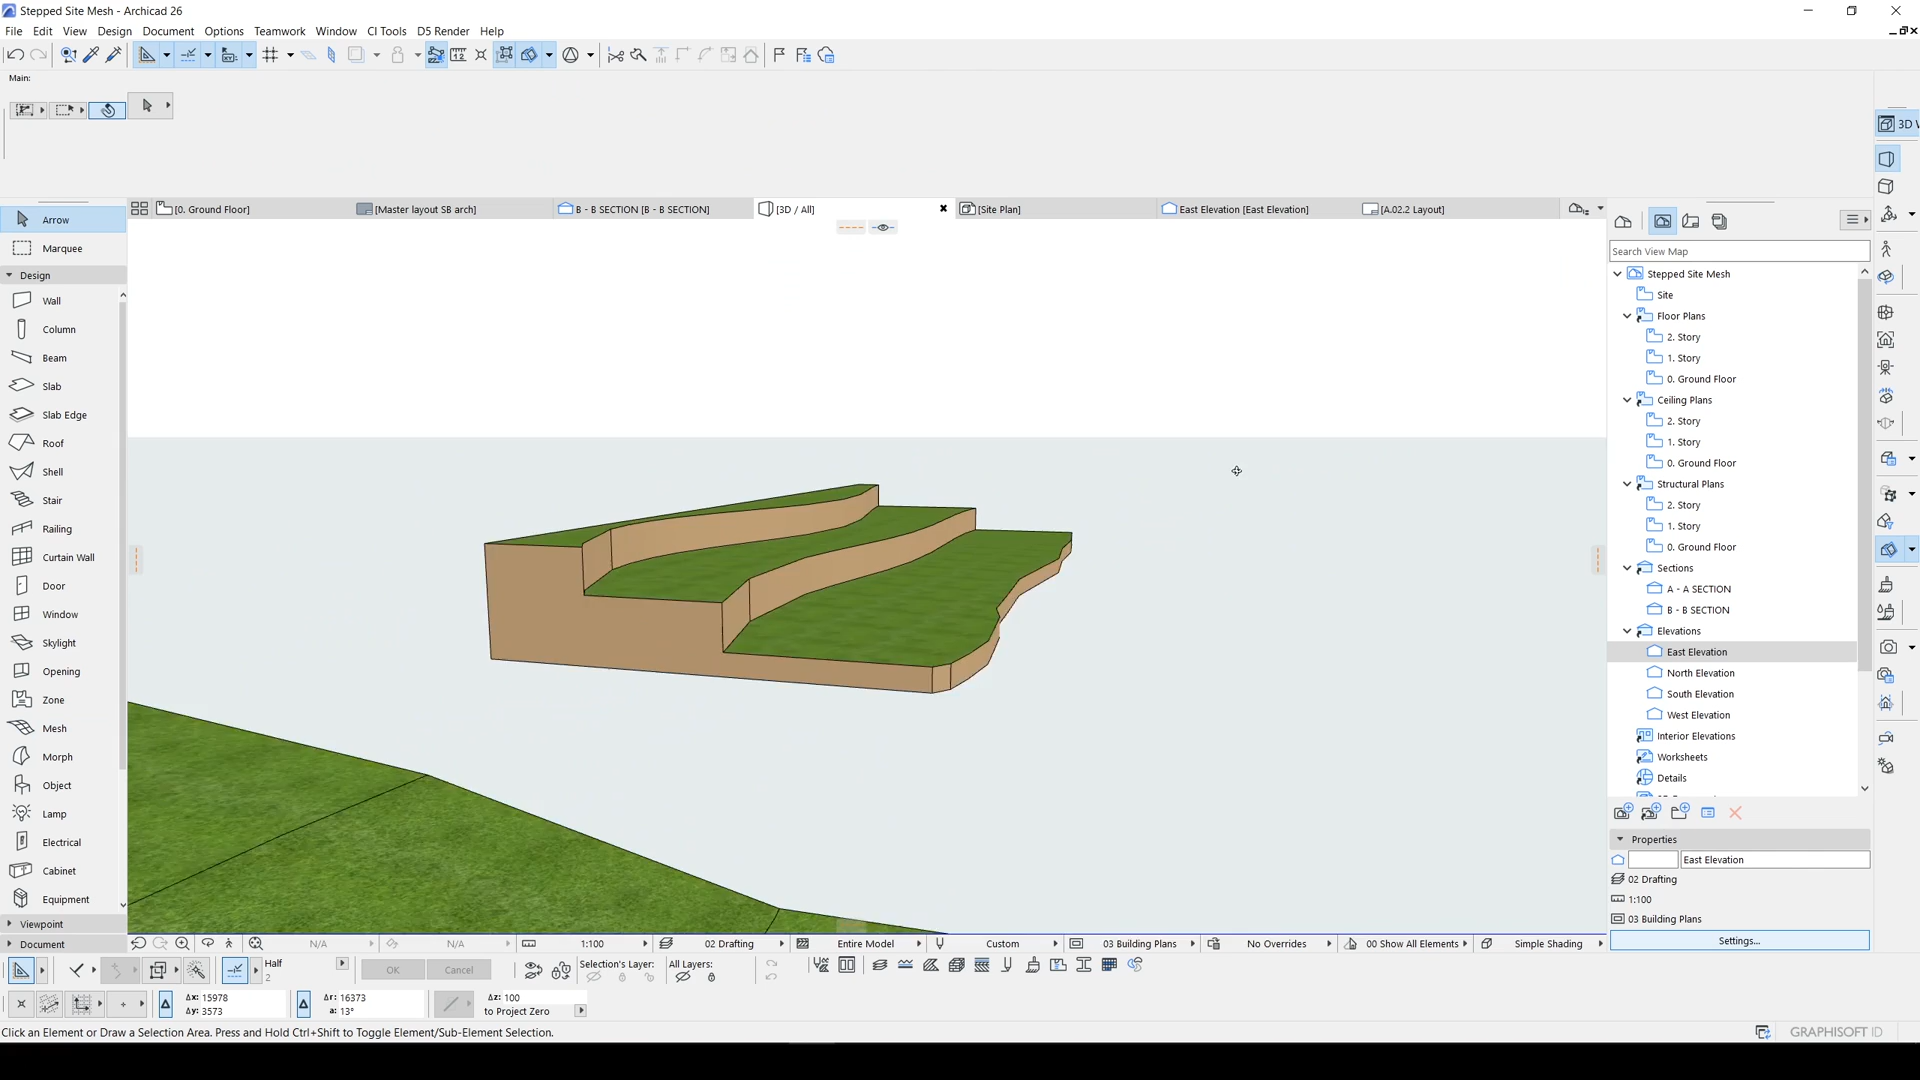 Stepped Site Mesh - Archicad 26
File Edit View Design Document Options Teamwork Window CI Tools D5 Render Help
Main:
3D
[0. Ground Floor] [Master layout SB arch] B - B SECTION [B - B SECTION] [3D / All] [Site Plan] East Elevation [East Elevation] [A.02.2 Layout]
Arrow
Marquee
Design
Wall
Column
Beam
Slab
Slab Edge
Roof
Shell
Stair
Railing
Curtain Wall
Door
Window
Skylight
Opening
Zone
Mesh
Morph
Object
Lamp
Electrical
Cabinet
Equipment
Viewpoint
Document
Search View Map
Stepped Site Mesh
Site
Floor Plans
2. Story
1. Story
0. Ground Floor
Ceiling Plans
2. Story
1. Story
0. Ground Floor
Structural Plans
2. Story
1. Story
0. Ground Floor
Sections
A - A SECTION
B - B SECTION
Elevations
East Elevation
North Elevation
South Elevation
West Elevation
Interior Elevations
Worksheets
Details
Properties
East Elevation
02 Drafting
1:100
03 Building Plans
Settings...
N/A N/A 1:100 02 Drafting Entire Model Custom 03 Building Plans No Overrides 00 Show All Elements Simple Shading
Half
2
OK Cancel
Selection's Layer: All Layers:
Δx: 15978
Δy: 3573
Δr: 16373
a: 13°
Δz: 100
to Project Zero
Click an Element or Draw a Selection Area. Press and Hold Ctrl+Shift to Toggle Element/Sub-Element Selection.
GRAPHISOFT ID